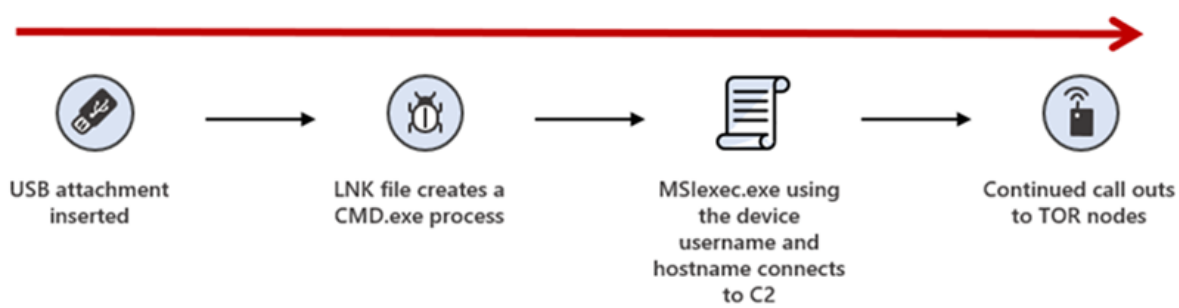 USB attachment
inserted
LNK file creates a
CMD.exe process
MSIexec.exe using
the device
username and
hostname connects
to C2
Continued call outs
to TOR nodes